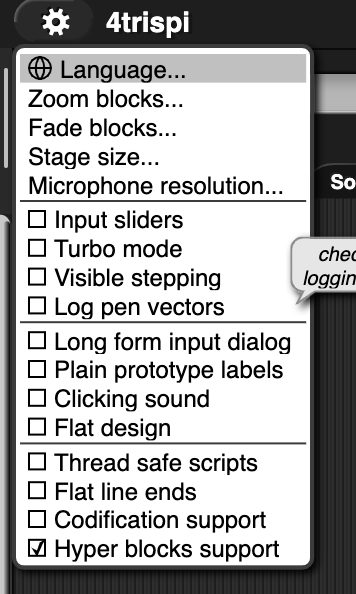 4trispi
Language...
Zoom blocks...
Fade blocks...
Stage size...
Microphone resolution...
So
Input sliders
Turbo mode
Visible stepping
Log pen vectors
chec
loggin
Long form input dialog
Plain prototype labels
Clicking sound
Flat design
Thread safe scripts
Flat line ends
Codification support
Hyper blocks support